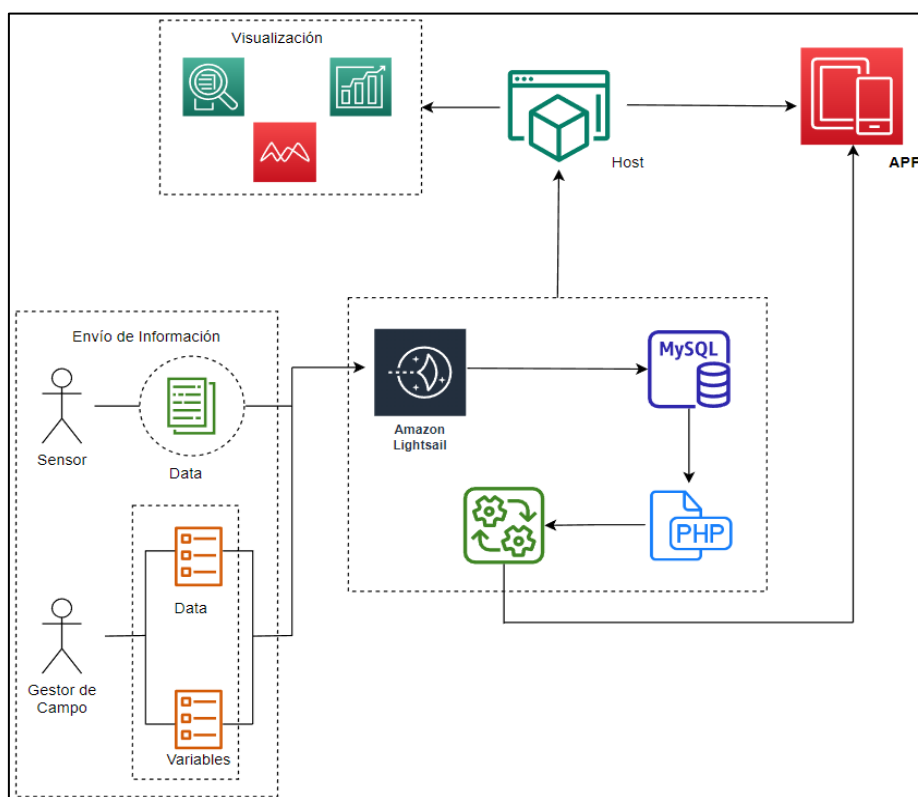 Visualización
Host
APP
Envío de Información
Sensor
Data
Amazon
Lightsail
MySQL
PHP
Data
Gestor de
Campo
Variables